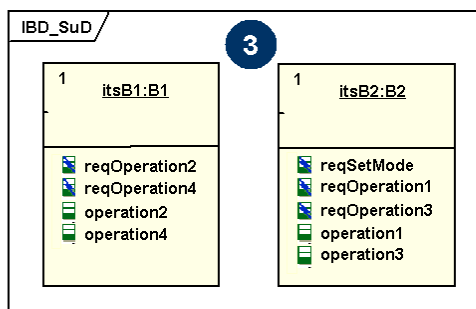 IBD_SuD
3
1
itsB1:B1
reqOperation2
reqOperation4
operation2
operation4
1
itsB2:B2
reqSetMode
reqOperation1
reqOperation3
operation1
operation3